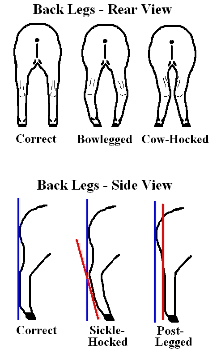 Back Legs - Rear View
Correct Bowlegged Cow-Hocked
Back Legs - Side View
Correct Sickle- Post-
Hocked Legged